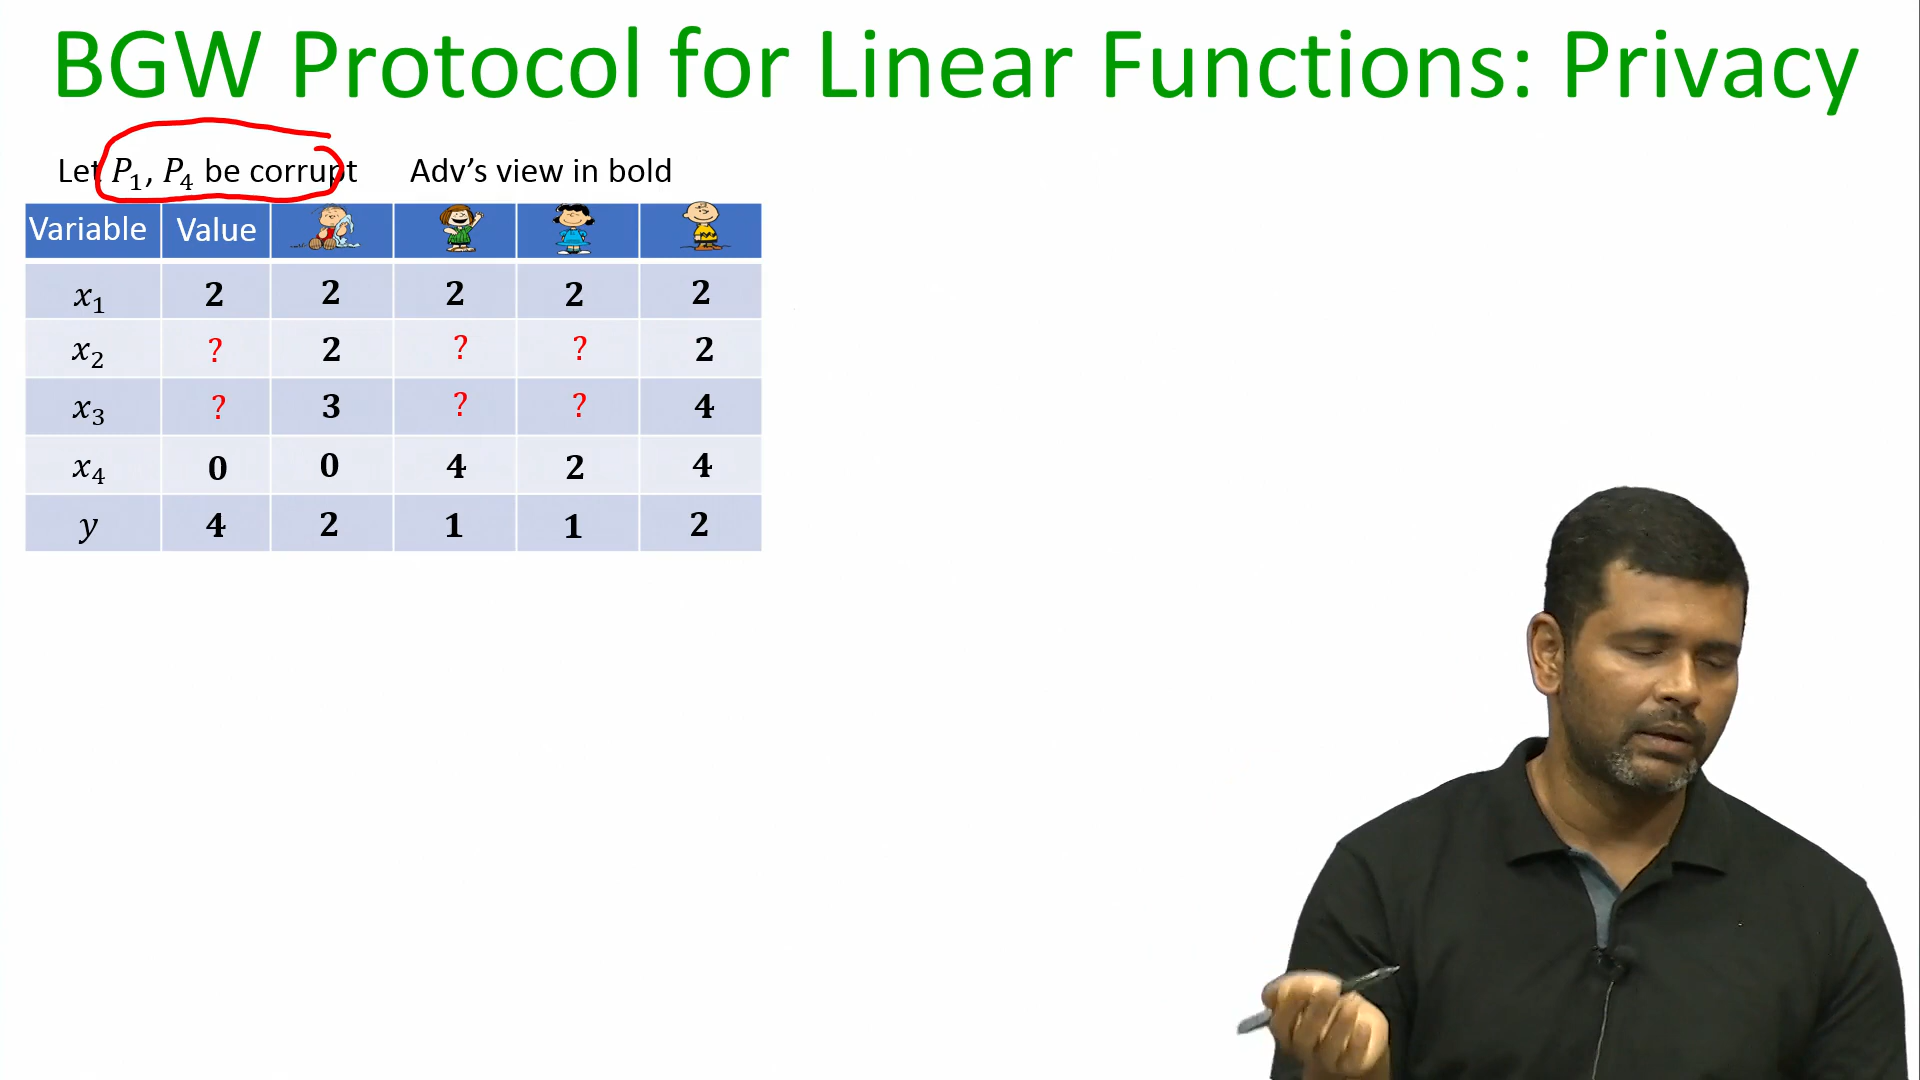 BGW Protocol for Linear Functions: Privacy
Let P₁, P₄ be corrupt Adv's view in bold
Variable Value
x₁ 2 2 2 2 2
x₂ ? 2 ? ? 2
x₃ ? 3 ? ? 4
x₄ 0 0 4 2 4
y 4 2 1 1 2